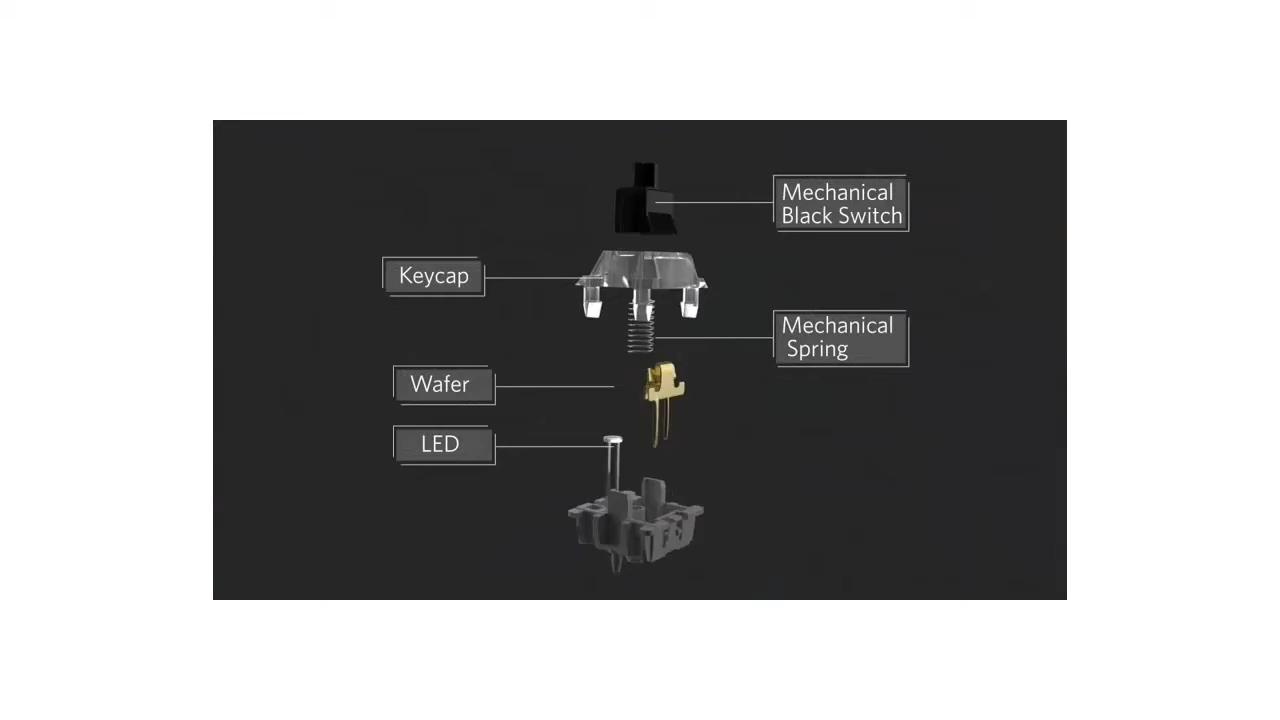 Mechanical
Black Switch
Keycap
Mechanical
Spring
Wafer
LED